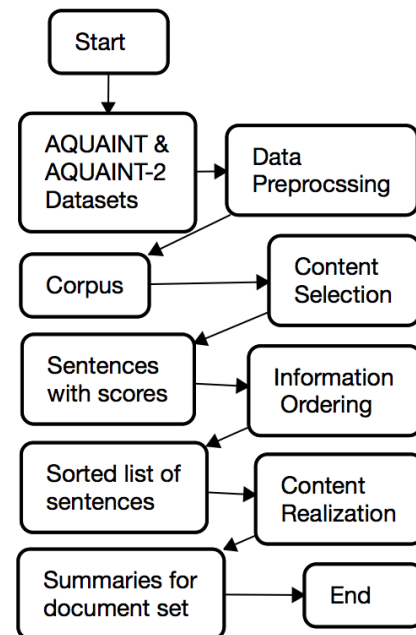 Start
AQUAINT &
AQUAINT-2
Datasets
Data
Preprocssing
Corpus
Content
Selection
Sentences
with scores
Information
Ordering
Sorted list of
sentences
Content
Realization
Summaries for
document set
End